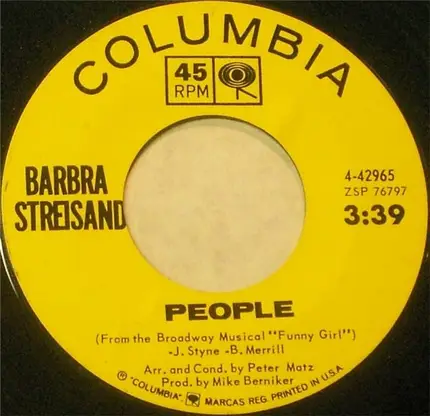 COLUMBIA
45
RPM
BARBRA
STREISAND
4-42965
ZSP 76797
3:39
PEOPLE
(From the Broadway Musical "Funny Girl")
-J. Styne -B. Merrill
Arr. and Cond. by Peter Matz
Prod. by Mike Berniker
® "COLUMBIA" MARCAS REG. PRINTED IN U.S.A.